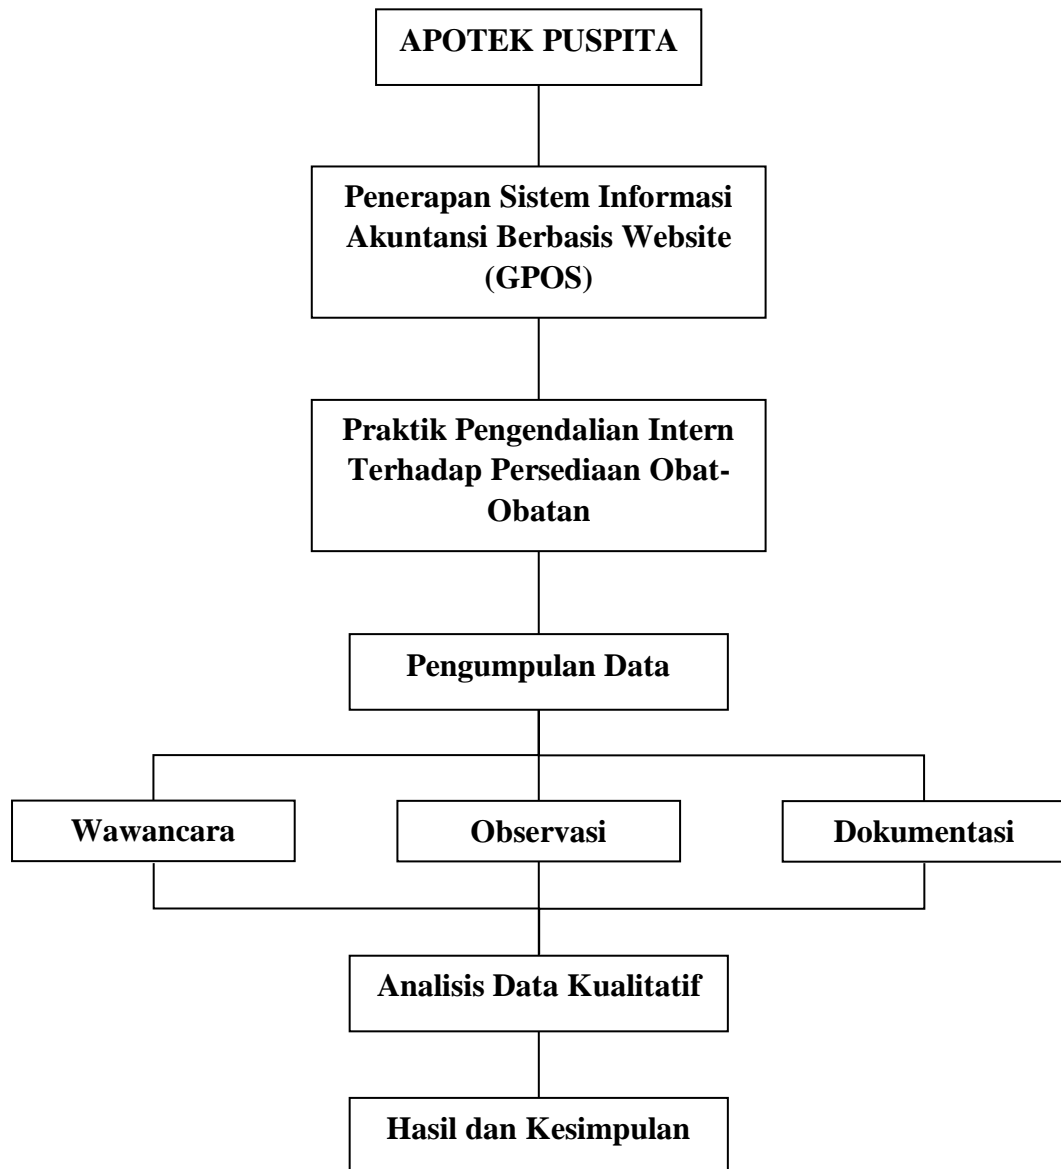 APOTEK PUSPITA
Penerapan Sistem Informasi
Akuntansi Berbasis Website
(GPOS)
Praktik Pengendalian Intern
Terhadap Persediaan Obat-
Obatan
Pengumpulan Data
Wawancara
Observasi
Dokumentasi
Analisis Data Kualitatif
Hasil dan Kesimpulan